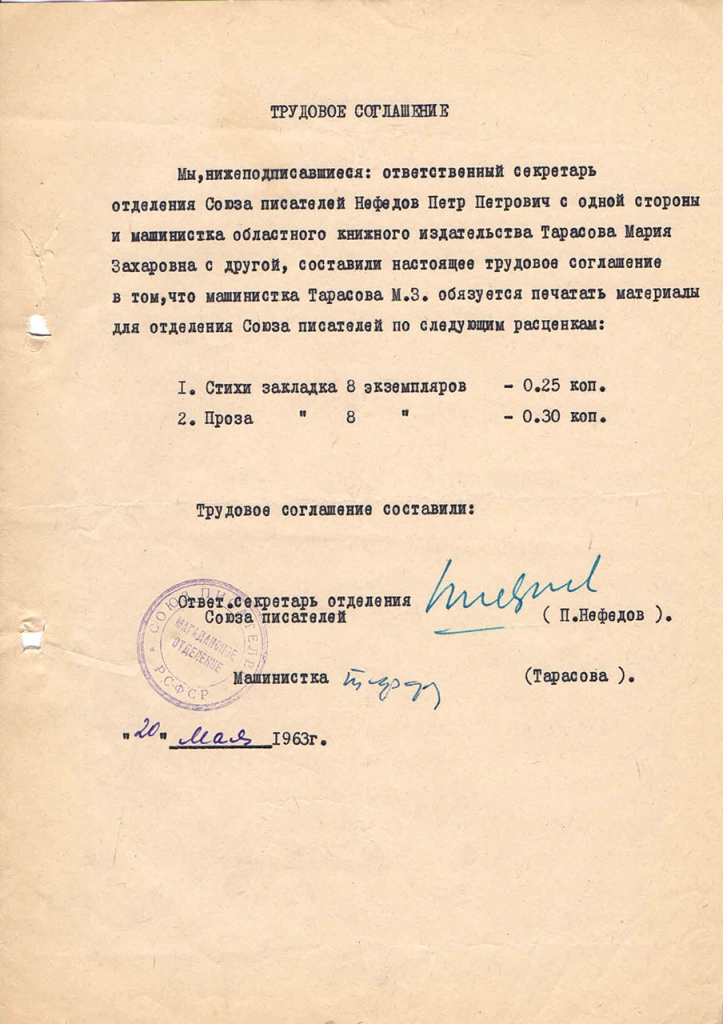 ТРУДОВОЕ СОГЛАШЕНИЕ
Мы,нижеподписавшиеся: ответственный секретарь
отделения Союза писателей Нефедов Петр Петрович с одной стороны
и машинистка областного книжного издательства Тарасова Мария
Захаровна с другой, составили настоящее трудовое соглашение
в том,что машинистка Тарасова М.З. обязуется печатать материалы
для отделения Союза писателей по следующим расценкам:
1. Стихи закладка 8 экземпляров - 0.25 коп.
2. Проза " 8 " - 0.30 коп.
Трудовое соглашение составили:
Ответ.секретарь отделения
Союза писателей ( П.Нефедов ).
СОЮЗ ПИСАТЕЛЕЙ
МАГАДАНСКОЕ
ОТДЕЛЕНИЕ
РСФСР
Машинистка (Тарасова ).
"20" Мая 1963г.